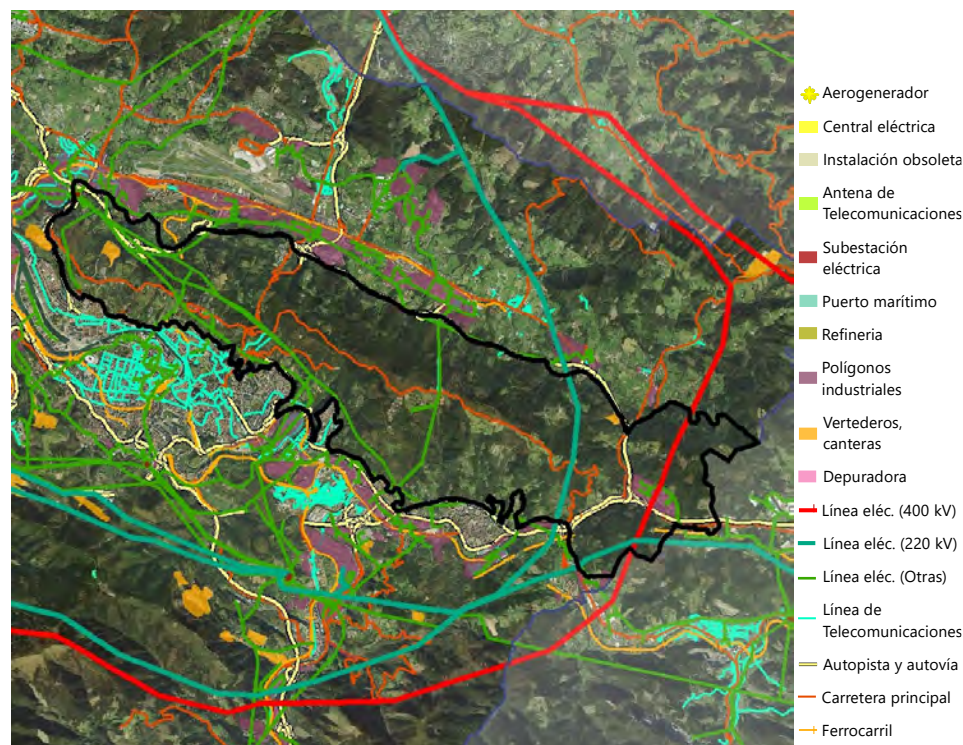 Aerogenerador
Central eléctrica
Instalación obsoleta
Antena de
Telecomunicaciones
Subestación
eléctrica
Puerto marítimo
Refineria
Polígonos
industriales
Vertederos,
canteras
Depuradora
Línea eléc. (400 kV)
Línea eléc. (220 kV)
Línea eléc. (Otras)
Línea de
Telecomunicaciones
Autopista y autovía
Carretera principal
Ferrocarril